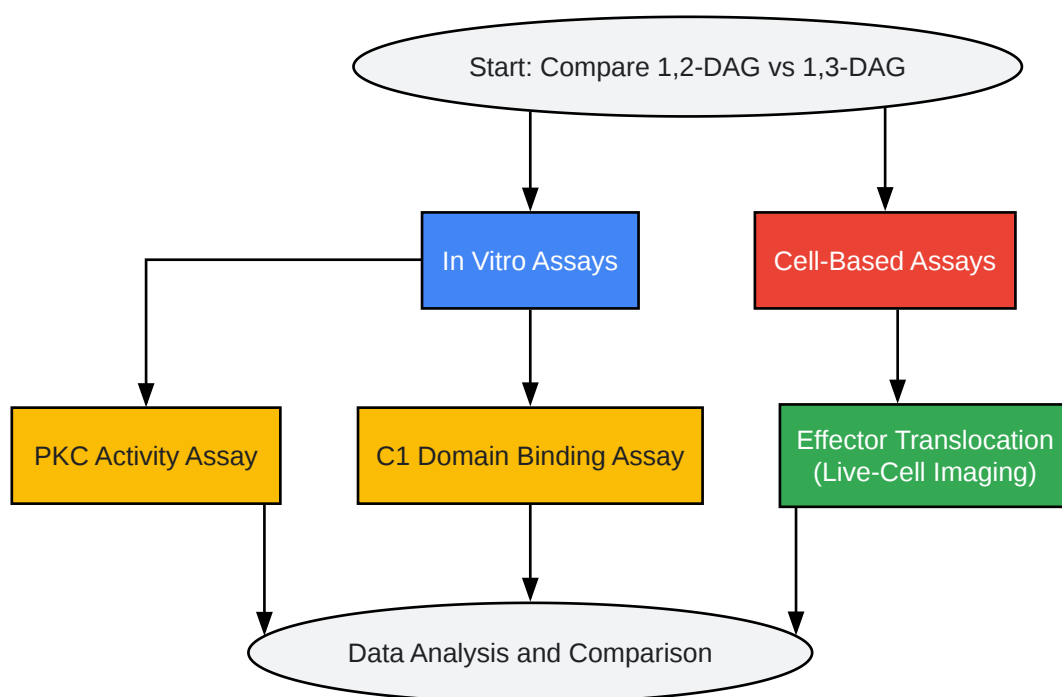 Start: Compare 1,2-DAG vs 1,3-DAG
In Vitro Assays
Cell-Based Assays
PKC Activity Assay
C1 Domain Binding Assay
Effector Translocation
(Live-Cell Imaging)
Data Analysis and Comparison